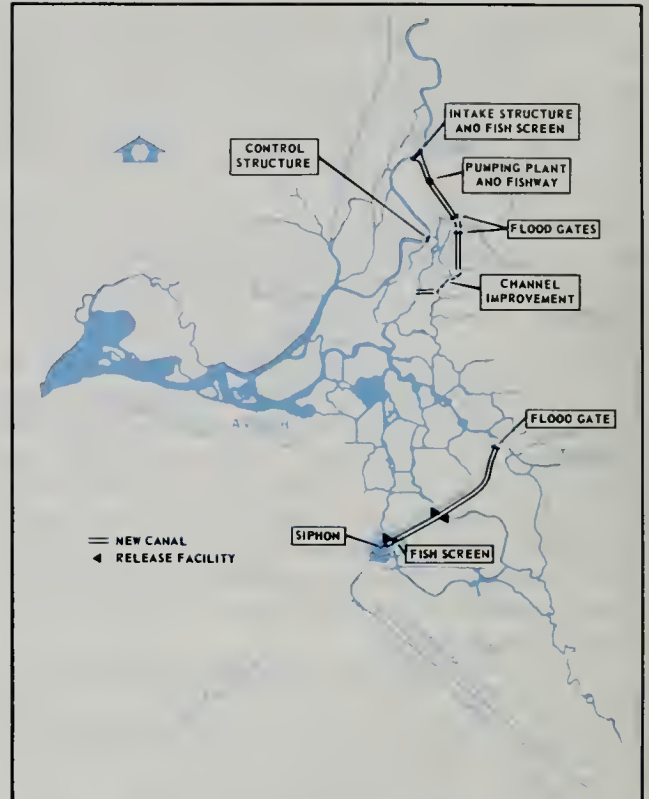 INTAKE STRUCTURE
AND FISH SCREEN
CONTROL
STRUCTURE
PUMPING PLANT
AND FISHWAY
FLOOD GATES
CHANNEL
IMPROVEMENT
FLOOD GATE
SIPHON
FISH SCREEN
NEW CANAL
RELEASE FACILITY